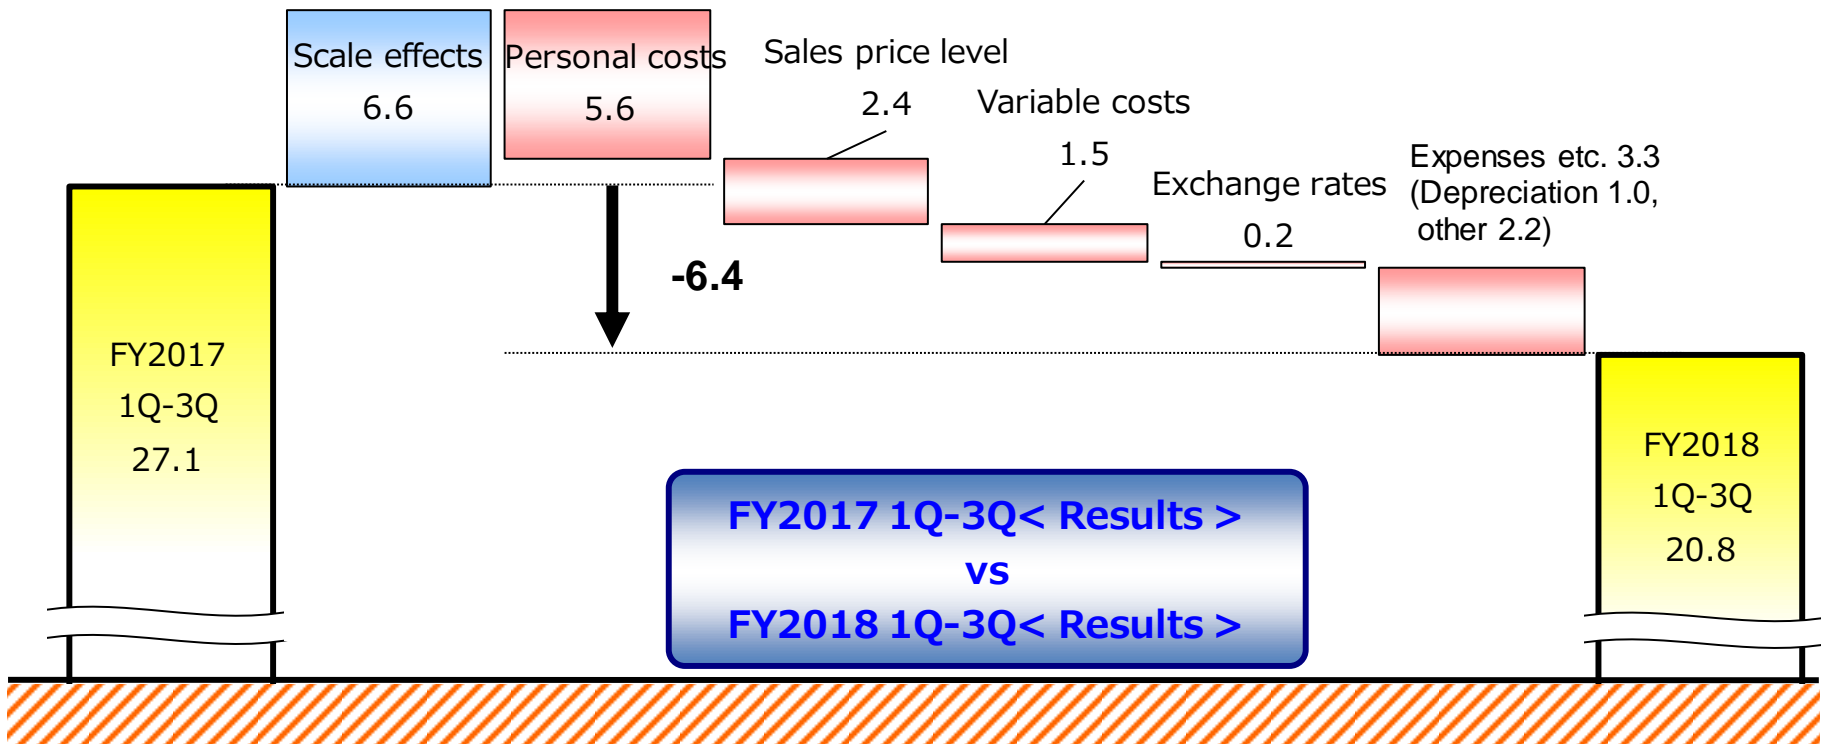 Scale effects
6.6
Personal costs
5.6
Sales price level
2.4
Variable costs
1.5
Exchange rates
0.2
Expenses etc. 3.3
(Depreciation 1.0,
other 2.2)
-6.4
FY2017
1Q-3Q
27.1
FY2018
1Q-3Q
20.8
FY2017 1Q-3Q< Results >
vs
FY2018 1Q-3Q< Results >